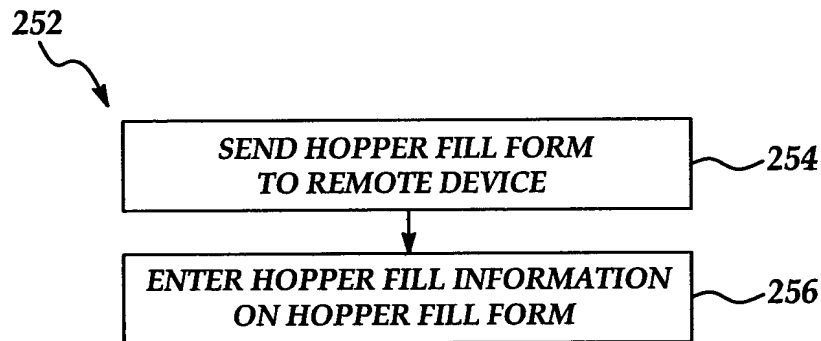 252
SEND HOPPER FILL FORM
TO REMOTE DEVICE
254
ENTER HOPPER FILL INFORMATION
ON HOPPER FILL FORM
256